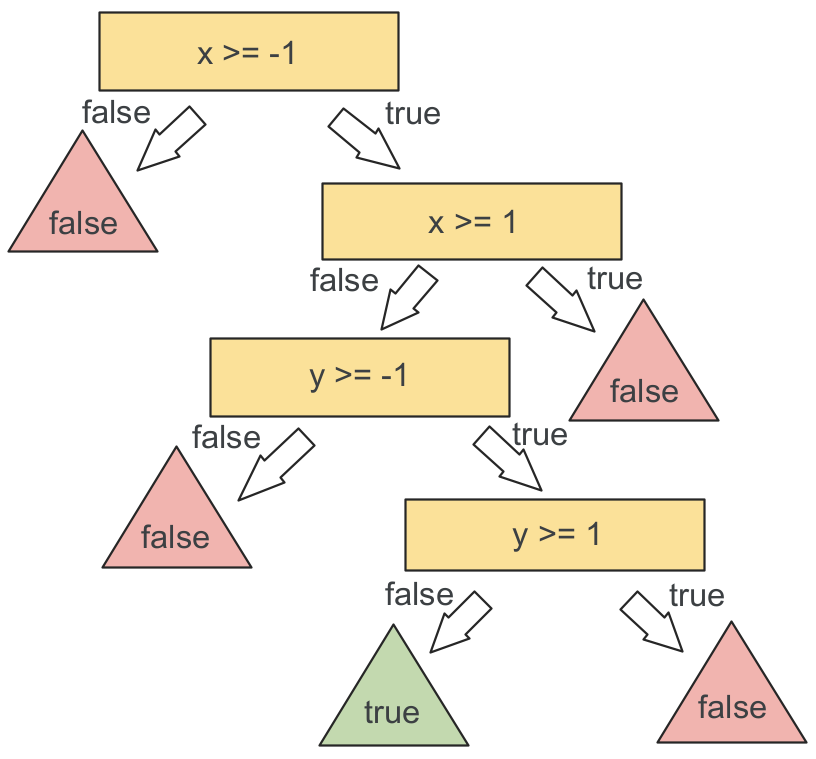 x >= -1
false
true
false
x >= 1
false
true
false
y >= -1
false
true
false
y >= 1
false
true
true
false